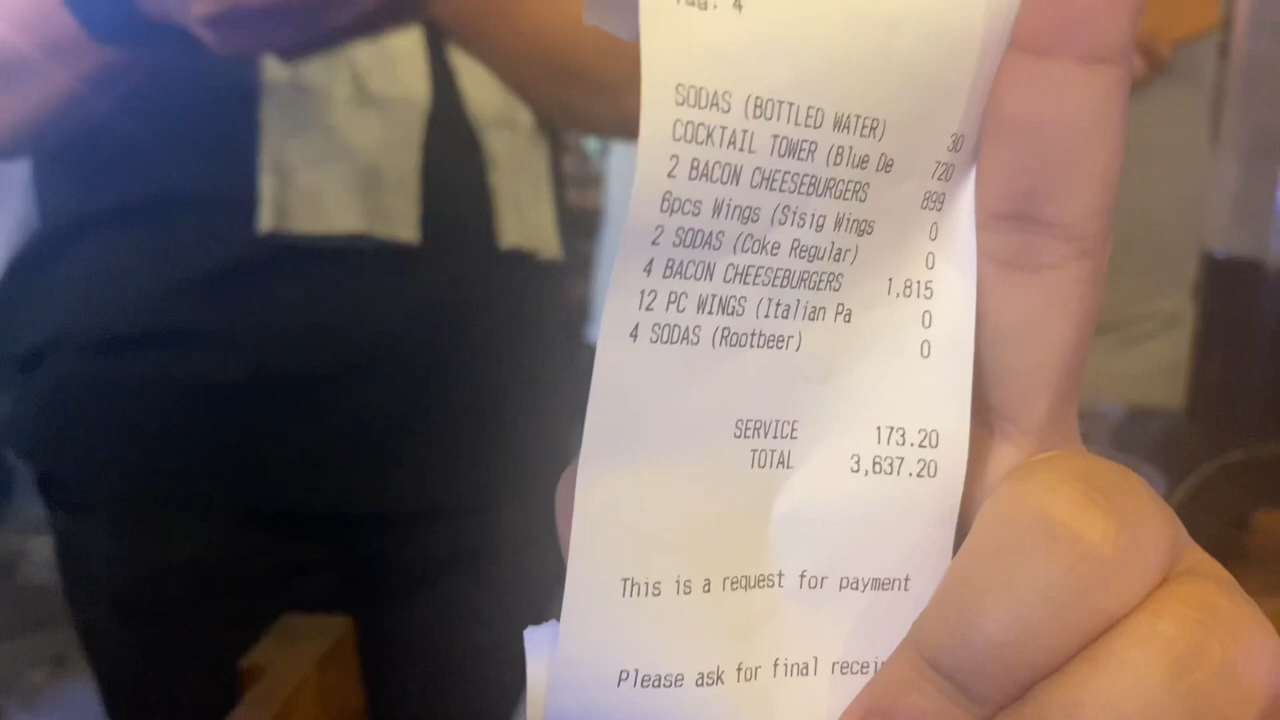 SODAS (BOTTLED WATER) 30
COCKTAIL TOWER (Blue De 720
2 BACON CHEESEBURGERS 899
6pcs Wings (Sisig Wings 0
2 SODAS (Coke Regular) 0
4 BACON CHEESEBURGERS 1,815
12 PC WINGS (Italian Pa 0
4 SODAS (Rootbeer) 0
SERVICE 173.20
TOTAL 3,637.20
This is a request for payment
Please ask for final recei